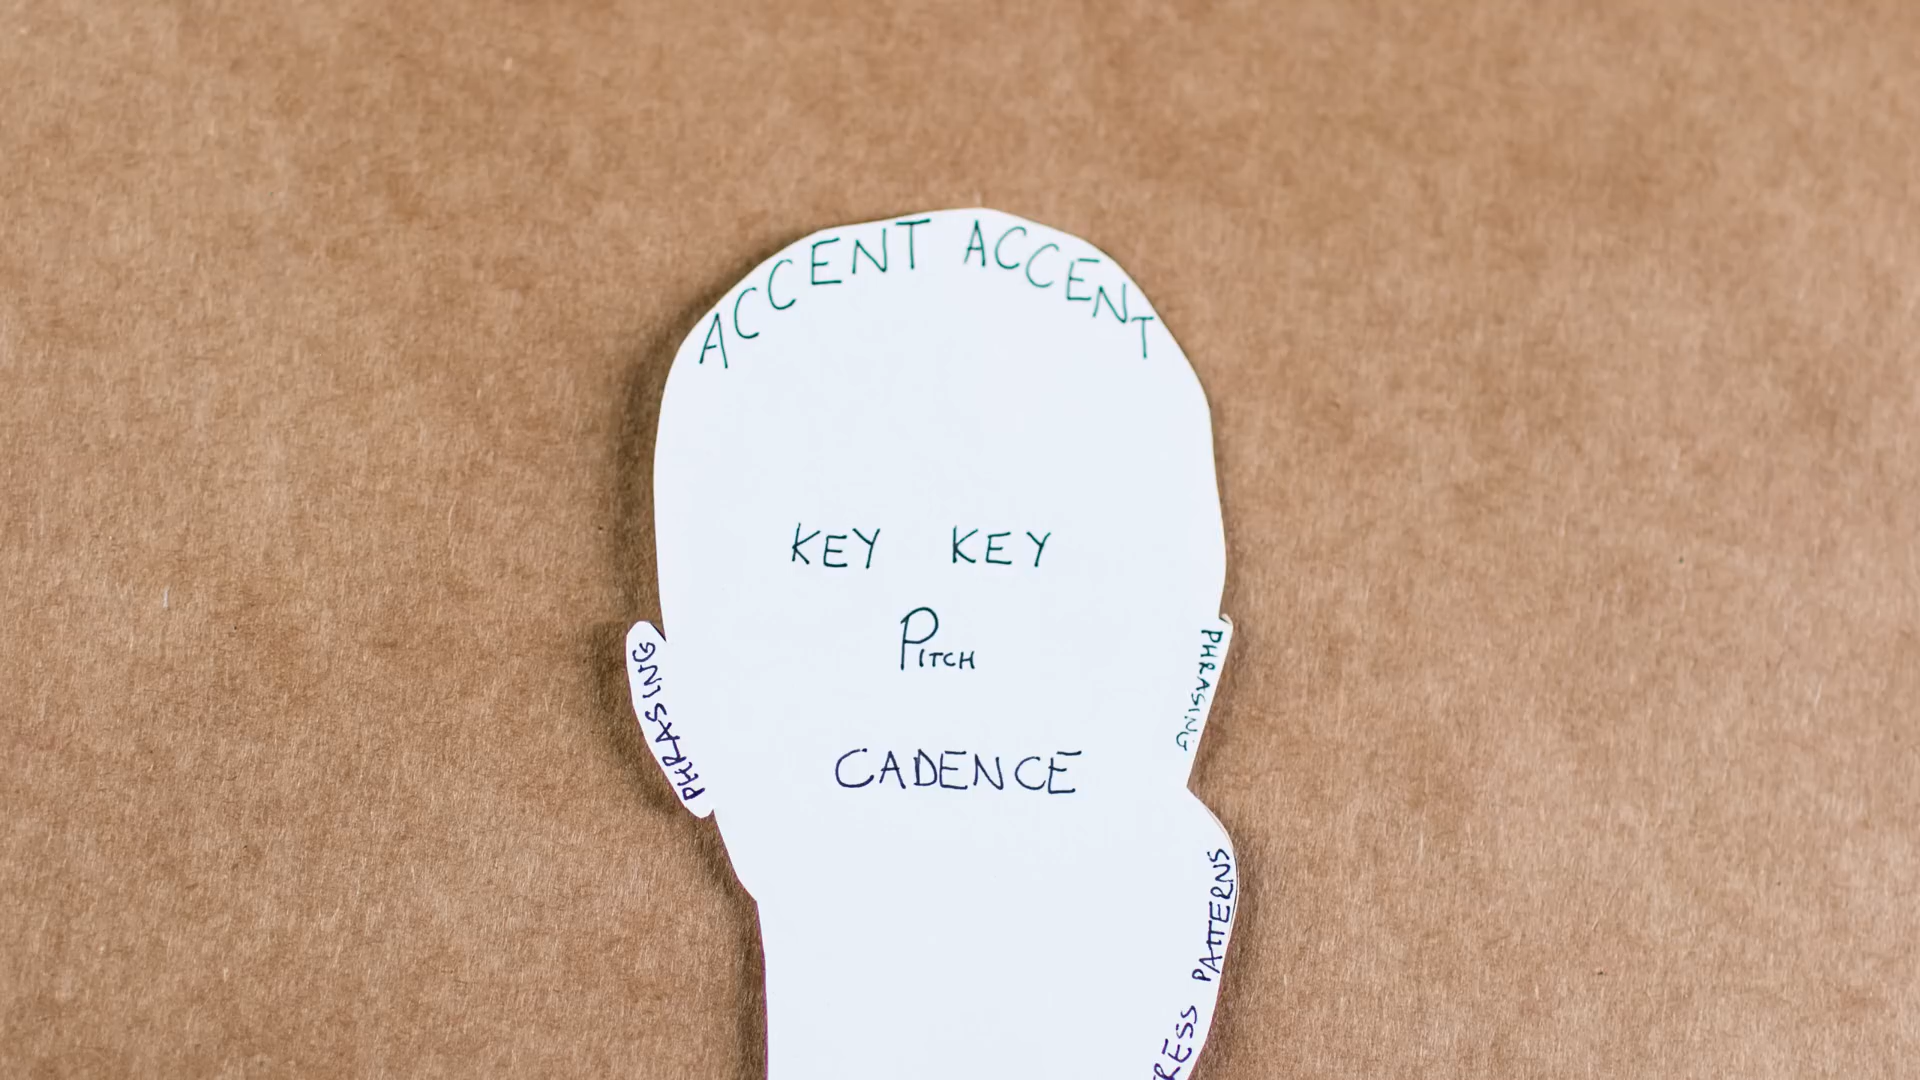 ACCENT ACCENT
KEY KEY
PITCH
PHRASING
PHRASING
CADENCE
PATTERNS